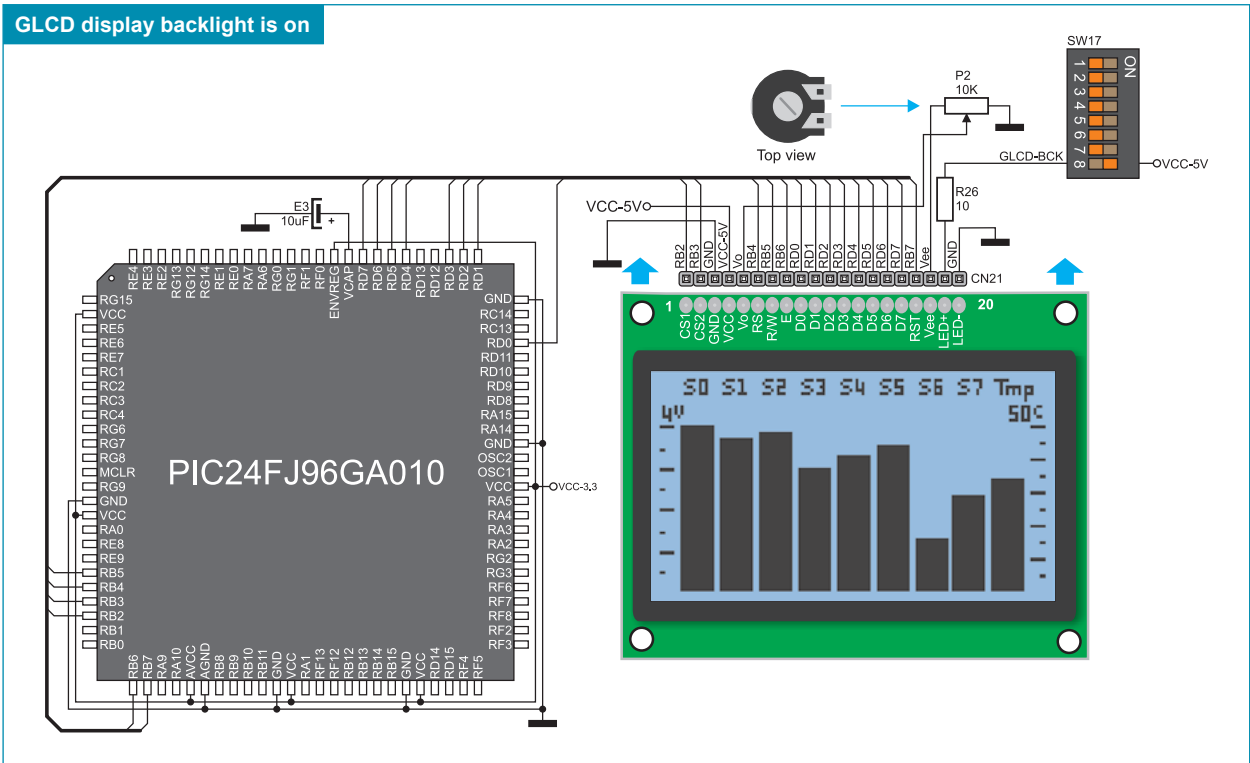 GLCD display backlight is on
SW17
ON
1
2
3
4
5
6
7
8
P2
10K
Top view
GLCD-BCK
VCC-5V
R26
10
E3
10uF
+
VCC-5V
RB2
RB3
GND
VCC-5V
Vo
RB4
RB5
RB6
RD0
RD1
RD2
RD3
RD4
RD5
RD6
RD7
RB7
Vee
GND
CN21
1
20
CS1
CS2
GND
VCC
Vo
RS
R/W
E
D0
D1
D2
D3
D4
D5
D6
D7
RST
Vee
LED+
LED-
S0 S1 S2 S3 S4 S5 S6 S7 Tmp
4V
50C
RE4
RE3
RE2
RG13
RG12
RG14
RE1
RE0
RA7
RA6
RG0
RG1
RF1
RF0
ENVREG
VCAP
RD7
RD6
RD5
RD4
RD13
RD12
RD3
RD2
RD1
RG15
VCC
RE5
RE6
RE7
RC1
RC2
RC3
RC4
RG6
RG7
RG8
MCLR
RG9
GND
VCC
RA0
RE8
RE9
RB5
RB4
RB3
RB2
RB1
RB0
PIC24FJ96GA010
GND
RC14
RC13
RD0
RD11
RD10
RD9
RD8
RA15
RA14
GND
OSC2
OSC1
VCC
RA5
RA4
RA3
RA2
RG2
RG3
RF6
RF7
RF8
RF2
RF3
VCC-3.3
RB6
RB7
RA9
RA10
AVCC
AGND
RB8
RB9
RB10
RB11
GND
VCC
RA1
RF13
RF12
RB12
RB13
RB14
RB15
GND
VCC
RD14
RD15
RF4
RF5